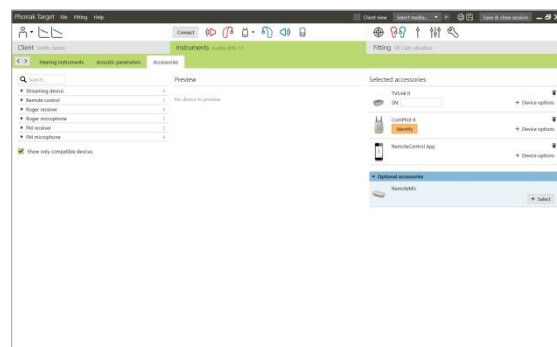 Phonak Target File Fitting Help
Client view Select media... Save & close session
Connect
Client Smith, James
Instruments Audéo B90-13
Fitting
Hearing instruments Acoustic parameters Accessories
Search...
Preview
Selected accessories
Streaming device
Remote control
Roger receiver
Roger microphone
FM receiver
FM microphone
Show only compatible devices
No device to preview
TVLink II
SN:
Device options
ComPilot II
Identify
Device options
RemoteControl App
Device options
Optional accessories
RemoteMic
Select